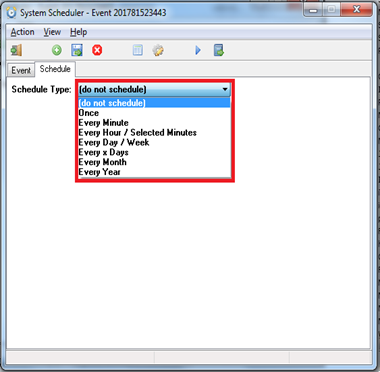 System Scheduler - Event 201781523443
Action View Help
Event Schedule
Schedule Type: (do not schedule)
(do not schedule)
Once
Every Minute
Every Hour / Selected Minutes
Every Day / Week
Every x Days
Every Month
Every Year